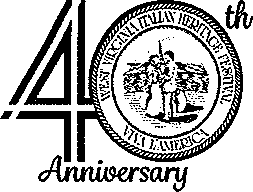 40th
WEST VIRGINIA ITALIAN HERITAGE FESTIVAL
VIVA L'AMERICA
Anniversary